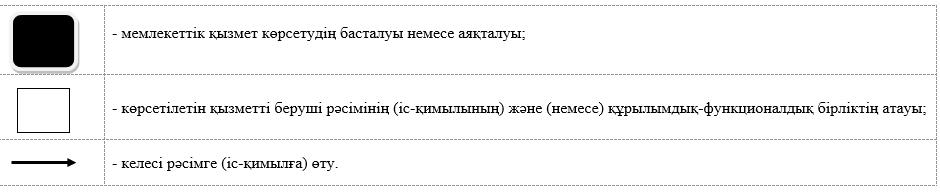 - мемлекеттік қызмет көрсетудің басталуы немесе аяқталуы;
- көрсетілетін қызметті беруші рәсімінің (іс-қимылының) және (немесе) құрылымдық-функционалдық бірліктің атауы;
- келесі рәсімге (іс-қимылға) өту.